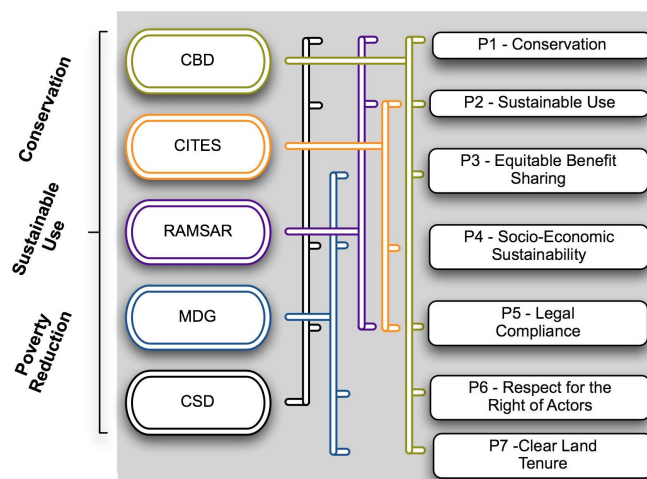 Conservation
Sustainable
Use
Poverty
Reduction
CBD
CITES
RAMSAR
MDG
CSD
P1 - Conservation
P2 - Sustainable Use
P3 - Equitable Benefit
Sharing
P4 - Socio-Economic
Sustainability
P5 - Legal
Compliance
P6 - Respect for the
Right of Actors
P7 -Clear Land
Tenure